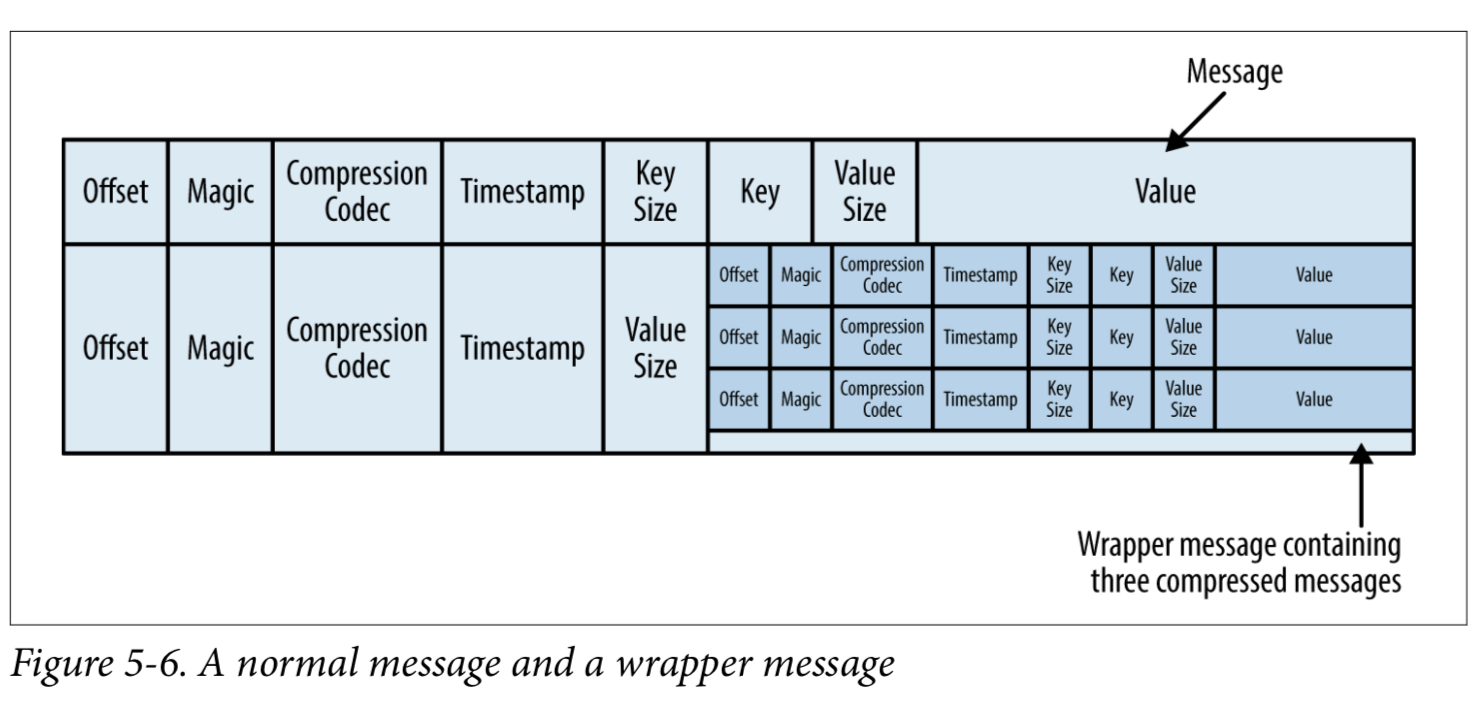 Message
Offset Magic Compression Codec Timestamp Key Size Key Value Size Value
Offset Magic Compression Codec Timestamp Value Size
Offset Magic Compression Codec Timestamp Key Size Key Value Size Value
Offset Magic Compression Codec Timestamp Key Size Key Value Size Value
Offset Magic Compression Codec Timestamp Key Size Key Value Size Value
Wrapper message containing
three compressed messages
Figure 5-6. A normal message and a wrapper message